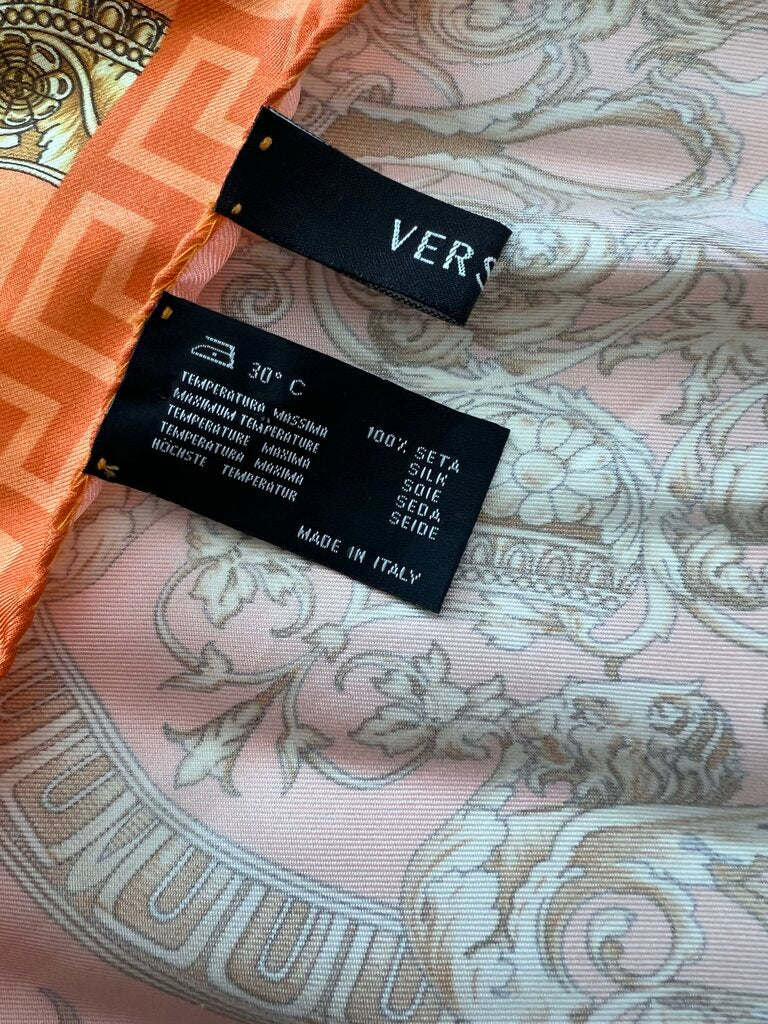 VERS
30° C
TEMPERATURA MASSIMA
MAXIMUM TEMPERATURE
TEMPERATURE MAXIMA
TEMPERATURA MAXIMA
HÖCHSTE TEMPERATUR
100% SETA
SILK
SOIE
SEDA
SEIDE
MADE IN ITALY